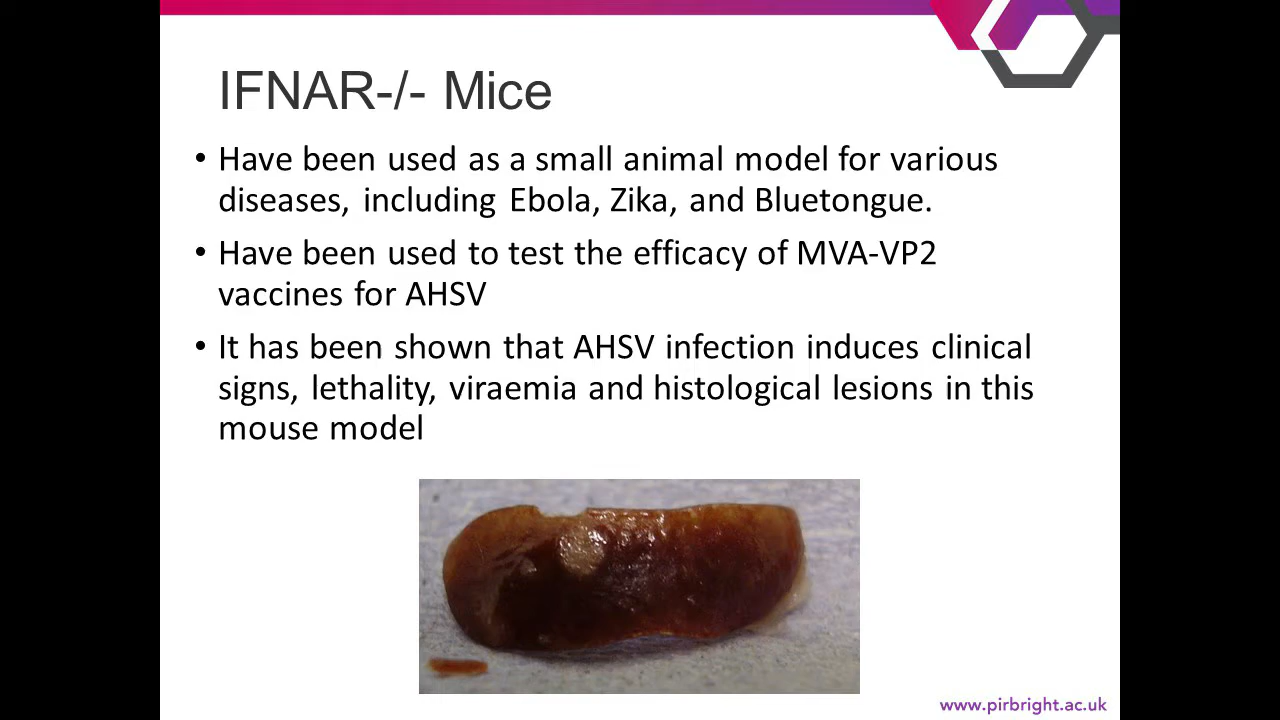 IFNAR-/- Mice
• Have been used as a small animal model for various
diseases, including Ebola, Zika, and Bluetongue.
• Have been used to test the efficacy of MVA-VP2
vaccines for AHSV
• It has been shown that AHSV infection induces clinical
signs, lethality, viraemia and histological lesions in this
mouse model
www.pirbright.ac.uk